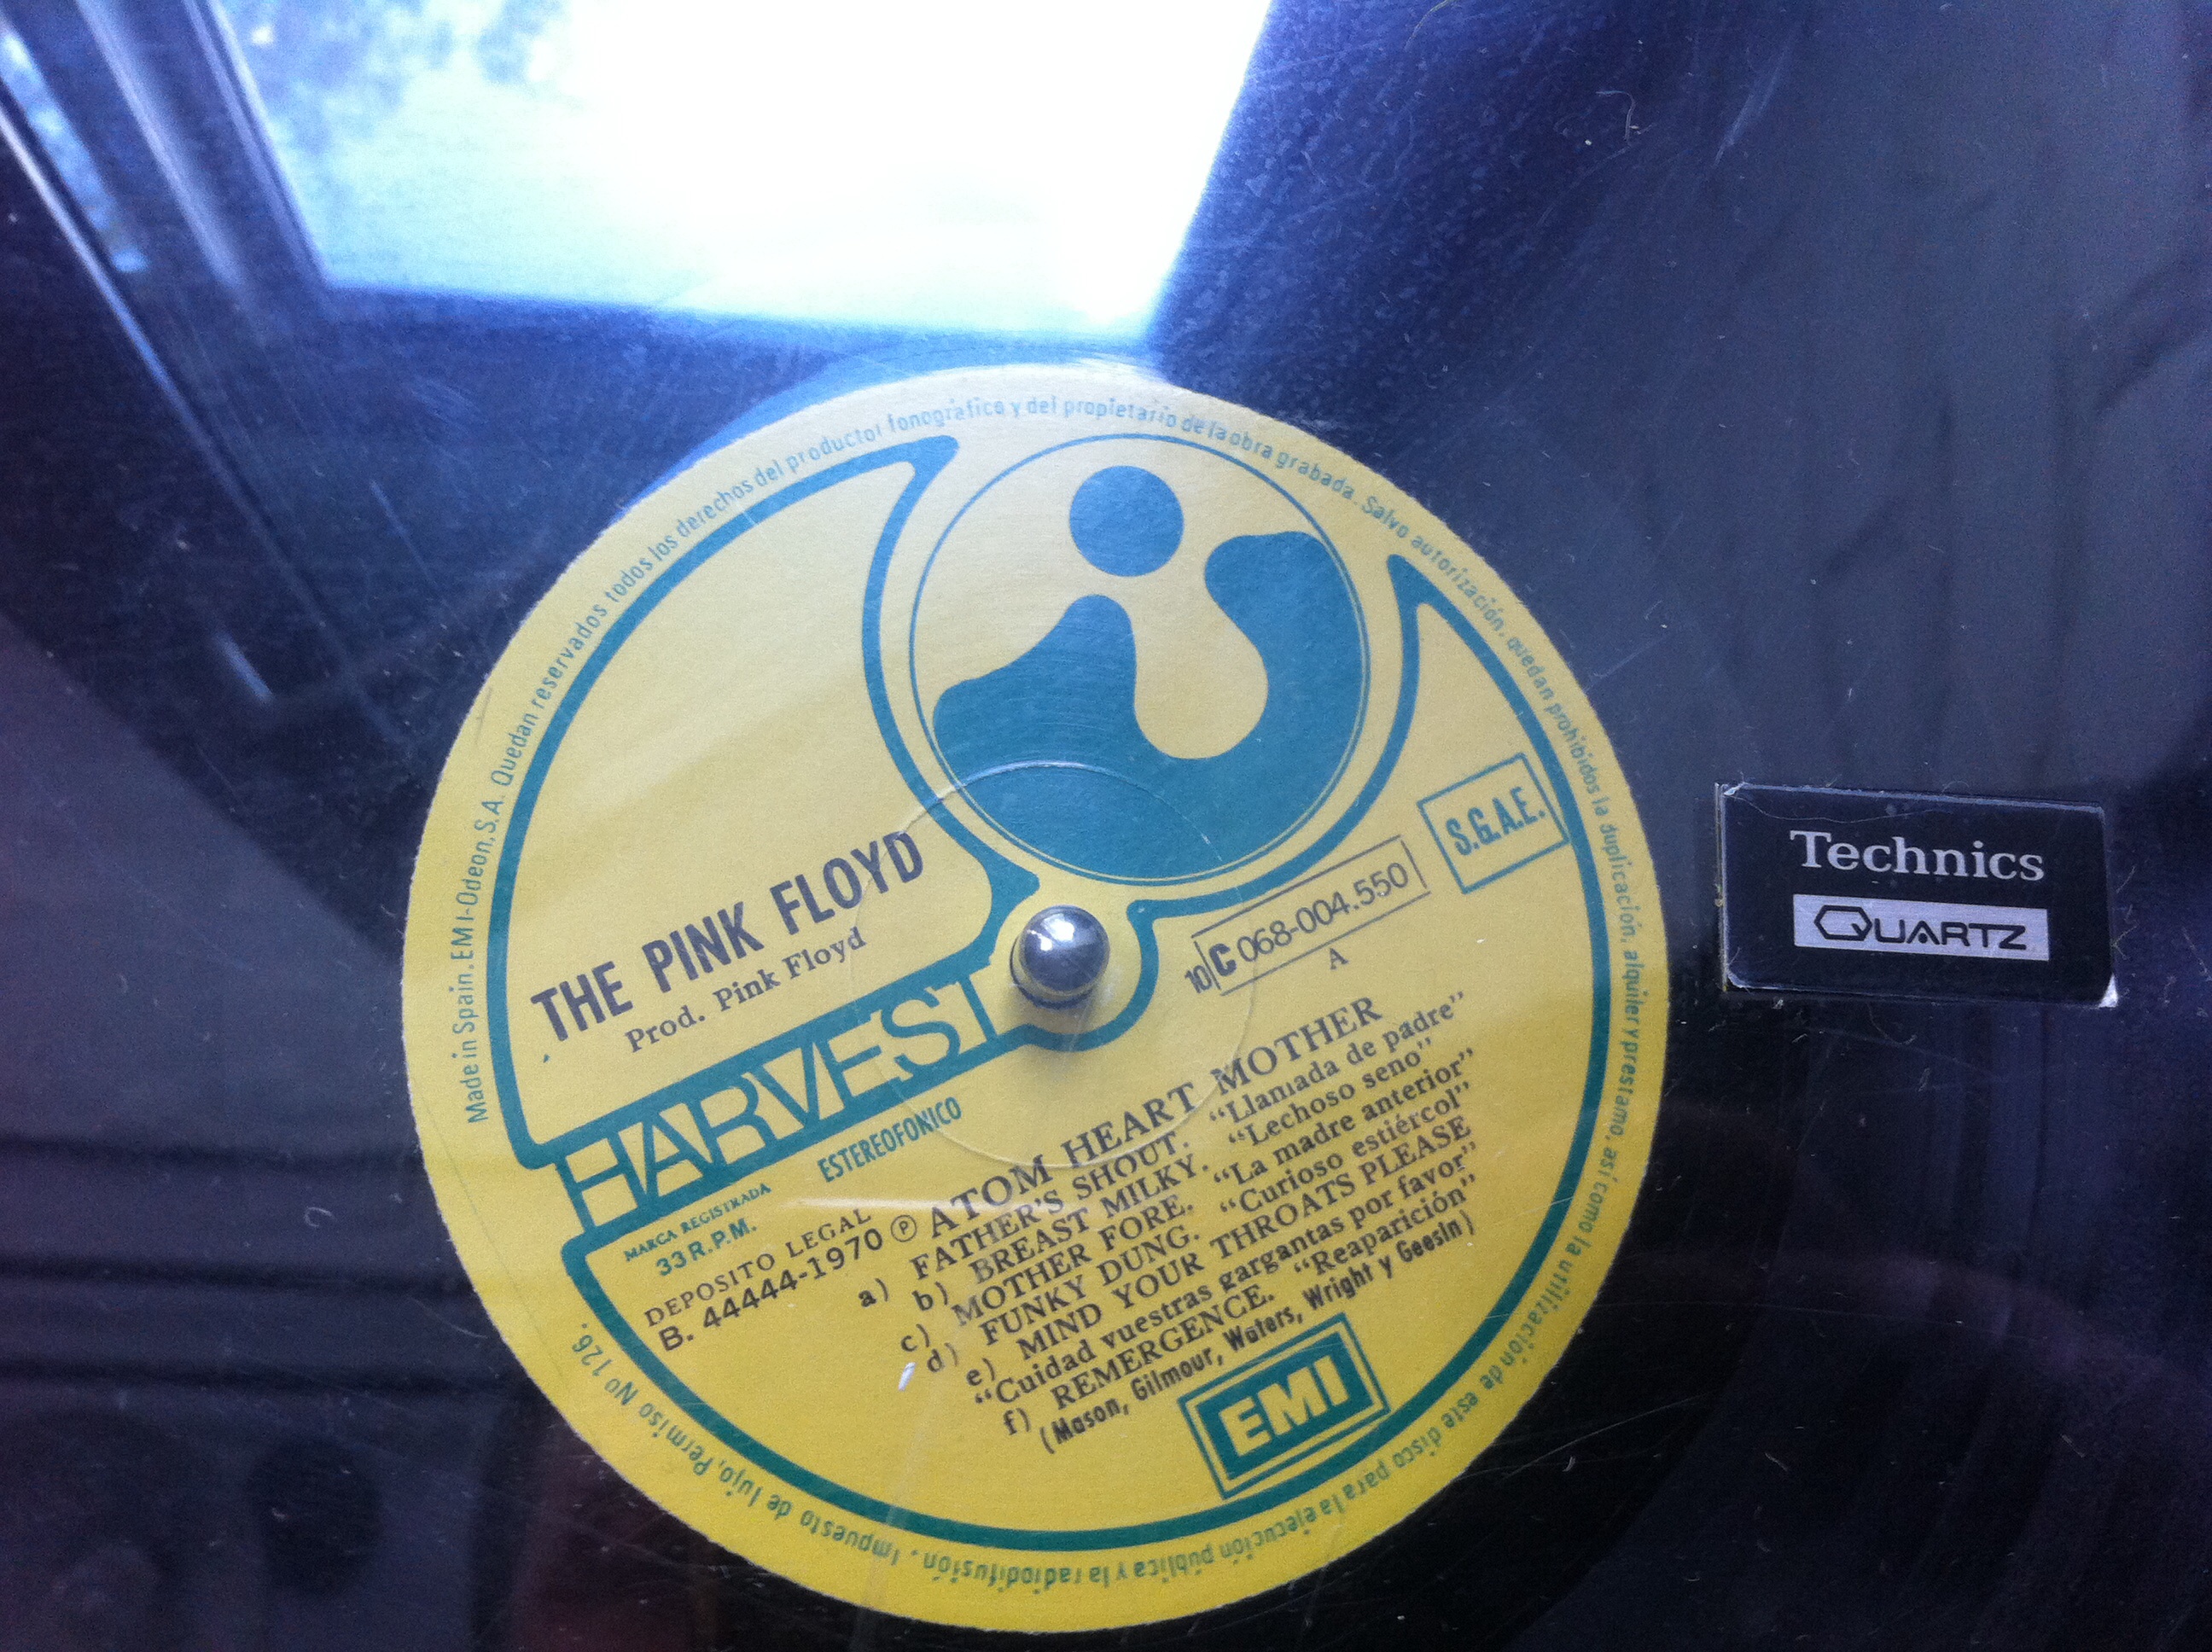 Made in Spain. EMI-Odeon, S.A. Quedan reservados todos los derechos del productor fonográfico y del propietario de la obra grabada. Salvo autorización, quedan prohibidos la duplicación, alquiler y préstamo, así como la utilización de este disco para la ejecución pública y la radiodifusión. Impuesto de lujo, Permiso Nº 126.
THE PINK FLOYD
Prod. Pink Floyd
HARVEST
MARCA REGISTRADA
ESTEREOFONICO
33 R.P.M.
DEPOSITO LEGAL
B. 44444-1970 ℗
S.G.A.E.
10 C 068-004.550
A
ATOM HEART MOTHER
a) FATHER'S SHOUT. "Llamada de padre"
b) BREAST MILKY. "Lechoso seno"
c) MOTHER FORE. "La madre anterior"
d) FUNKY DUNG. "Curioso estiércol"
e) MIND YOUR THROATS PLEASE
"Cuidad vuestras gargantas por favor"
f) REMERGENCE. "Reaparición"
(Mason, Gilmour, Waters, Wright y Geesin)
EMI
Technics
QUARTZ